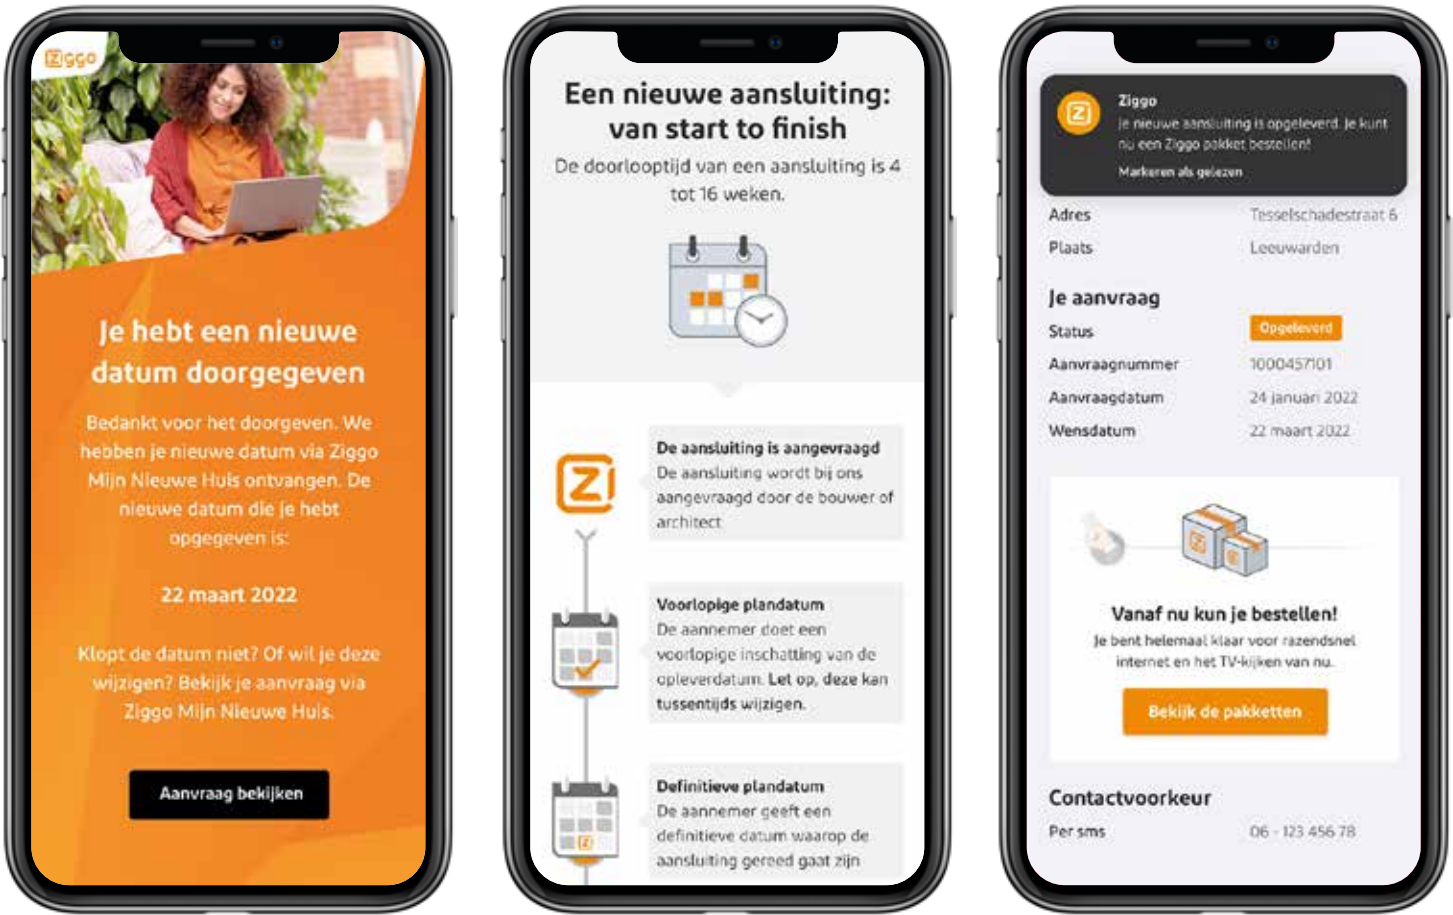 Ziggo
Je hebt een nieuwe
datum doorgegeven
Bedankt voor het doorgeven. We
hebben je nieuwe datum via Ziggo
Mijn Nieuwe Huis ontvangen. De
nieuwe datum die je hebt
opgegeven is:
22 maart 2022
Klopt de datum niet? Of wil je deze
wijzigen? Bekijk je aanvraag via
Ziggo Mijn Nieuwe Huis.
Aanvraag bekijken
Een nieuwe aansluiting:
van start to finish
De doorlooptijd van een aansluiting is 4
tot 16 weken.
De aansluiting is aangevraagd
De aansluiting wordt bij ons
aangevraagd door de bouwer of
architect
Voorlopige plandatum
De aannemer doet een
voorlopige inschatting van de
opleverdatum. Let op, deze kan
tussentijds wijzigen.
Definitieve plandatum
De aannemer geeft een
definitieve datum waarop de
aansluiting gereed gaat zijn
Ziggo
Je nieuwe aansluiting is opgeleverd. Je kunt
nu een Ziggo pakket bestellen!
Markeren als gelezen
Adres Tesselschadestraat 6
Plaats Leeuwarden
Je aanvraag
Status Opgeleverd
Aanvraagnummer 1000457101
Aanvraagdatum 24 januari 2022
Wensdatum 22 maart 2022
Vanaf nu kun je bestellen!
Je bent helemaal klaar voor razendsnel
internet en het TV-kijken van nu.
Bekijk de pakketten
Contactvoorkeur
Per sms 06 - 123 456 78